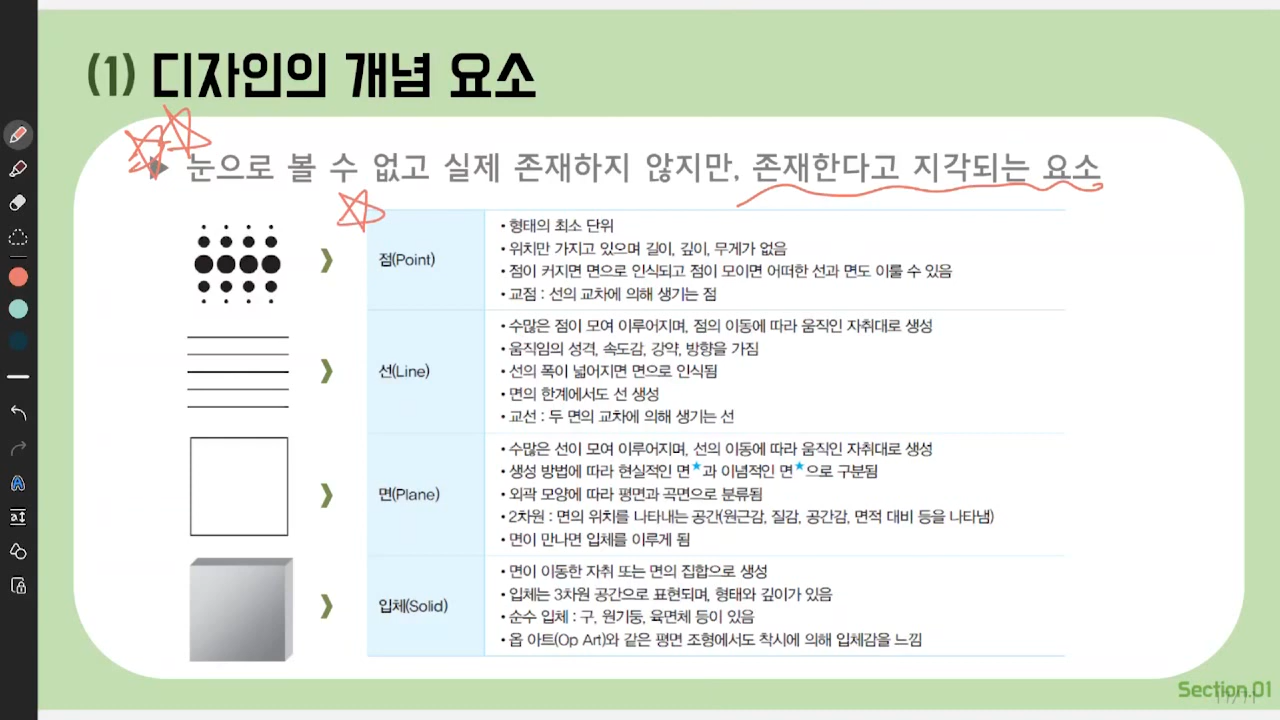 (1) 디자인의 개념 요소
▶ 눈으로 볼 수 없고 실제 존재하지 않지만, 존재한다고 지각되는 요소
점(Point)
• 형태의 최소 단위
• 위치만 가지고 있으며 길이, 깊이, 무게가 없음
• 점이 커지면 면으로 인식되고 점이 모이면 어떠한 선과 면도 이룰 수 있음
• 교점 : 선의 교차에 의해 생기는 점
선(Line)
• 수많은 점이 모여 이루어지며, 점의 이동에 따라 움직인 자취대로 생성
• 움직임의 성격, 속도감, 강약, 방향을 가짐
• 선의 폭이 넓어지면 면으로 인식됨
• 면의 한계에서도 선 생성
• 교선 : 두 면의 교차에 의해 생기는 선
면(Plane)
• 수많은 선이 모여 이루어지며, 선의 이동에 따라 움직인 자취대로 생성
• 생성 방법에 따라 현실적인 면★과 이념적인 면★으로 구분됨
• 외곽 모양에 따라 평면과 곡면으로 분류됨
• 2차원 : 면의 위치를 나타내는 공간(원근감, 질감, 공간감, 면적 대비 등을 나타냄)
• 면이 만나면 입체를 이루게 됨
입체(Solid)
• 면이 이동한 자취 또는 면의 집합으로 생성
• 입체는 3차원 공간으로 표현되며, 형태와 깊이가 있음
• 순수 입체 : 구, 원기둥, 육면체 등이 있음
• 옵 아트(Op Art)와 같은 평면 조형에서도 착시에 의해 입체감을 느낌
Section.01